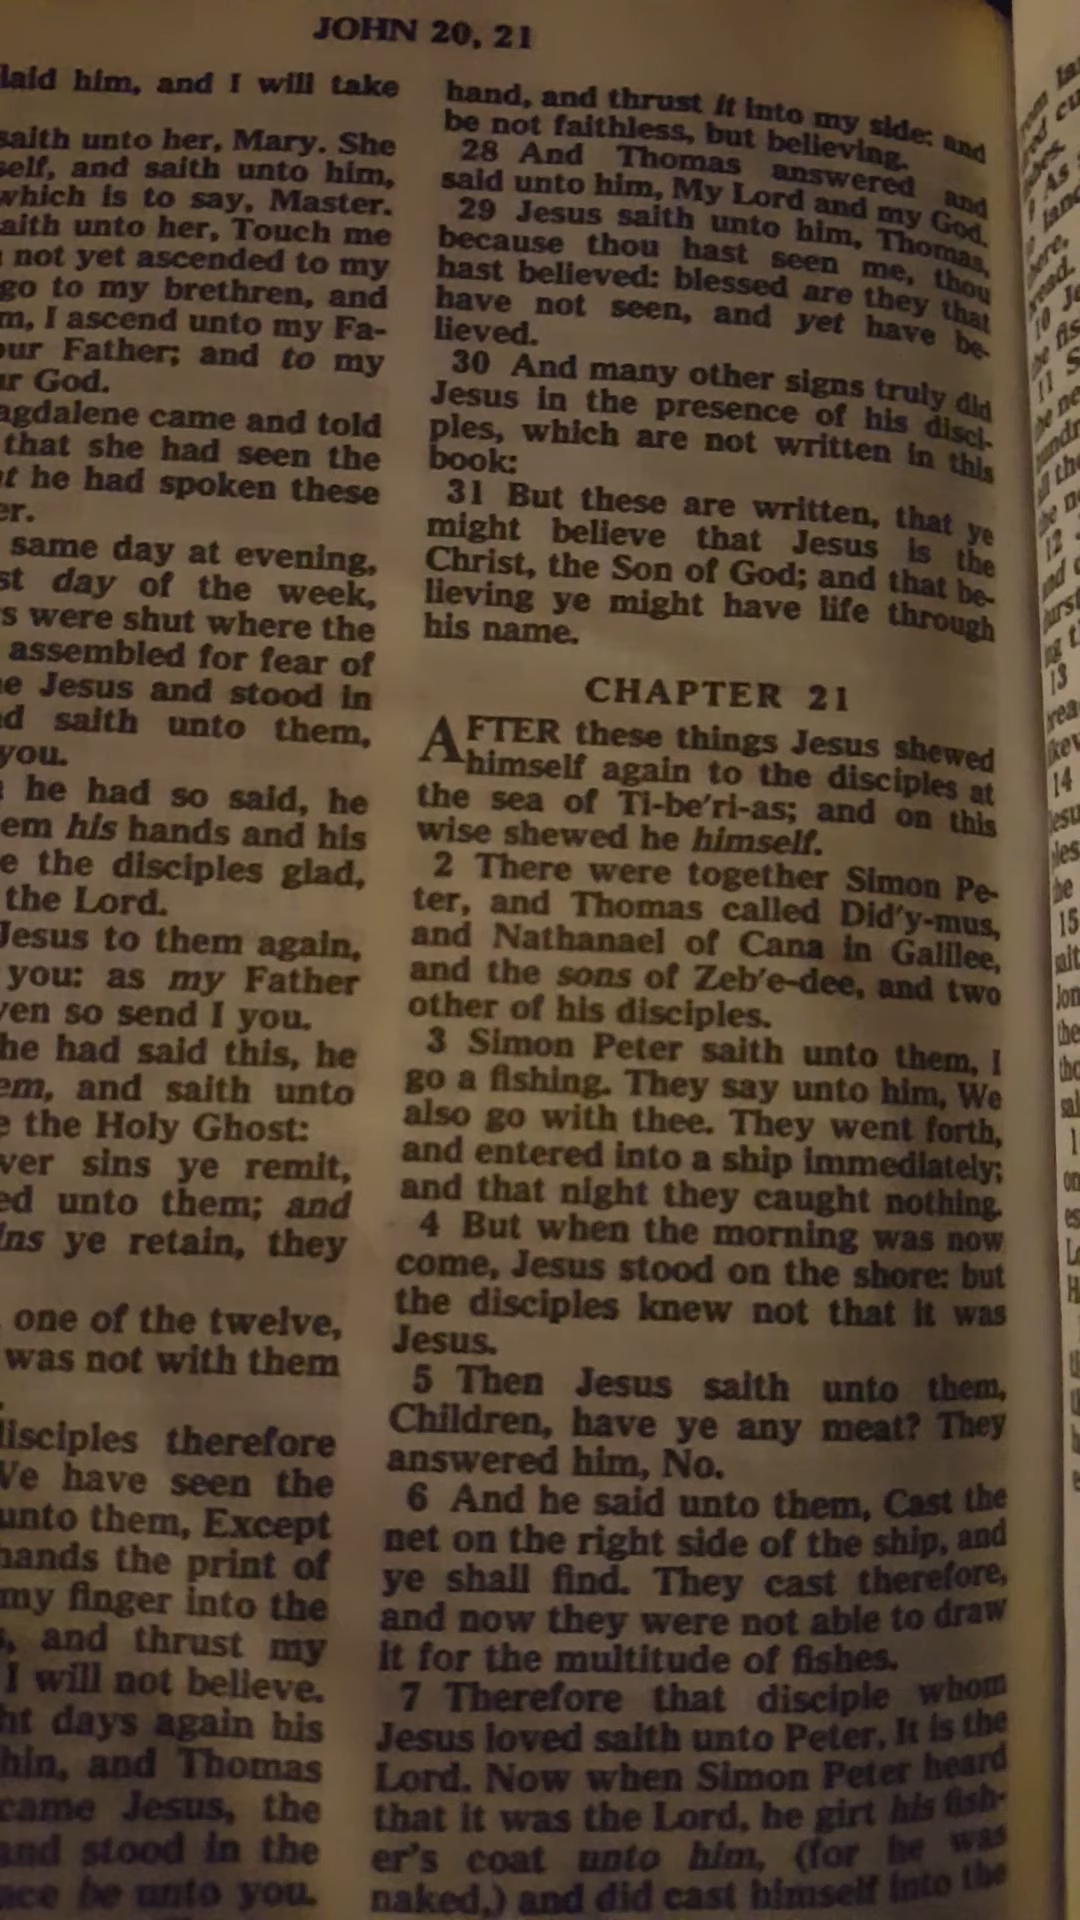 JOHN 20, 21
laid him, and I will take
saith unto her, Mary. She
self, and saith unto him,
which is to say, Master.
aith unto her, Touch me
not yet ascended to my
go to my brethren, and
m, I ascend unto my Fa-
our Father; and to my
ur God.
agdalene came and told
that she had seen the
at he had spoken these
er.
same day at evening,
st day of the week,
s were shut where the
assembled for fear of
e Jesus and stood in
nd saith unto them,
you.
he had so said, he
em his hands and his
e the disciples glad,
the Lord.
Jesus to them again,
you: as my Father
ven so send I you.
he had said this, he
em, and saith unto
e the Holy Ghost:
ver sins ye remit,
ed unto them; and
ins ye retain, they
one of the twelve,
was not with them
disciples therefore
We have seen the
unto them, Except
hands the print of
my finger into the
s, and thrust my
I will not believe.
ht days again his
hin, and Thomas
came Jesus, the
and stood in the
ace be unto you.
hand, and thrust it into my side: and
be not faithless, but believing.
28 And Thomas answered and
said unto him, My Lord and my God.
29 Jesus saith unto him, Thomas,
because thou hast seen me, thou
hast believed: blessed are they that
have not seen, and yet have be-
lieved.
30 And many other signs truly did
Jesus in the presence of his disci-
ples, which are not written in this
book:
31 But these are written, that ye
might believe that Jesus is the
Christ, the Son of God; and that be-
lieving ye might have life through
his name.
CHAPTER 21
AFTER these things Jesus shewed
himself again to the disciples at
the sea of Ti-be'ri-as; and on this
wise shewed he himself.
2 There were together Simon Pe-
ter, and Thomas called Did'y-mus,
and Nathanael of Cana in Galilee,
and the sons of Zeb'e-dee, and two
other of his disciples.
3 Simon Peter saith unto them, I
go a fishing. They say unto him, We
also go with thee. They went forth,
and entered into a ship immediately;
and that night they caught nothing.
4 But when the morning was now
come, Jesus stood on the shore: but
the disciples knew not that it was
Jesus.
5 Then Jesus saith unto them,
Children, have ye any meat? They
answered him, No.
6 And he said unto them, Cast the
net on the right side of the ship, and
ye shall find. They cast therefore,
and now they were not able to draw
it for the multitude of fishes.
7 Therefore that disciple whom
Jesus loved saith unto Peter, It is the
Lord. Now when Simon Peter heard
that it was the Lord, he girt his fish-
er's coat unto him, (for he was
naked,) and did cast himself into the
10
11
12
13
14
15